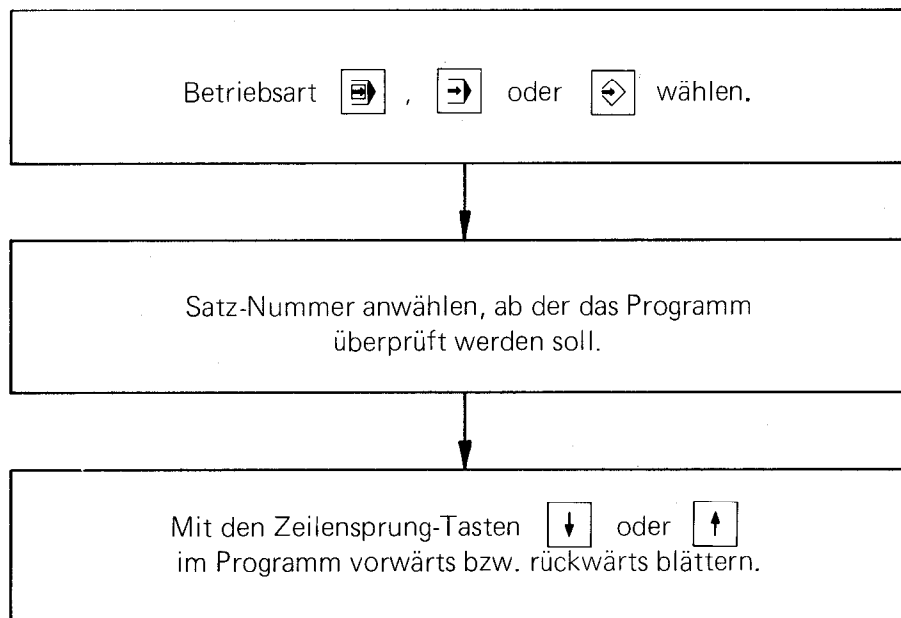 Betriebsart , oder wählen.
Satz-Nummer anwählen, ab der das Programm
überprüft werden soll.
Mit den Zeilensprung-Tasten oder
im Programm vorwärts bzw. rückwärts blättern.